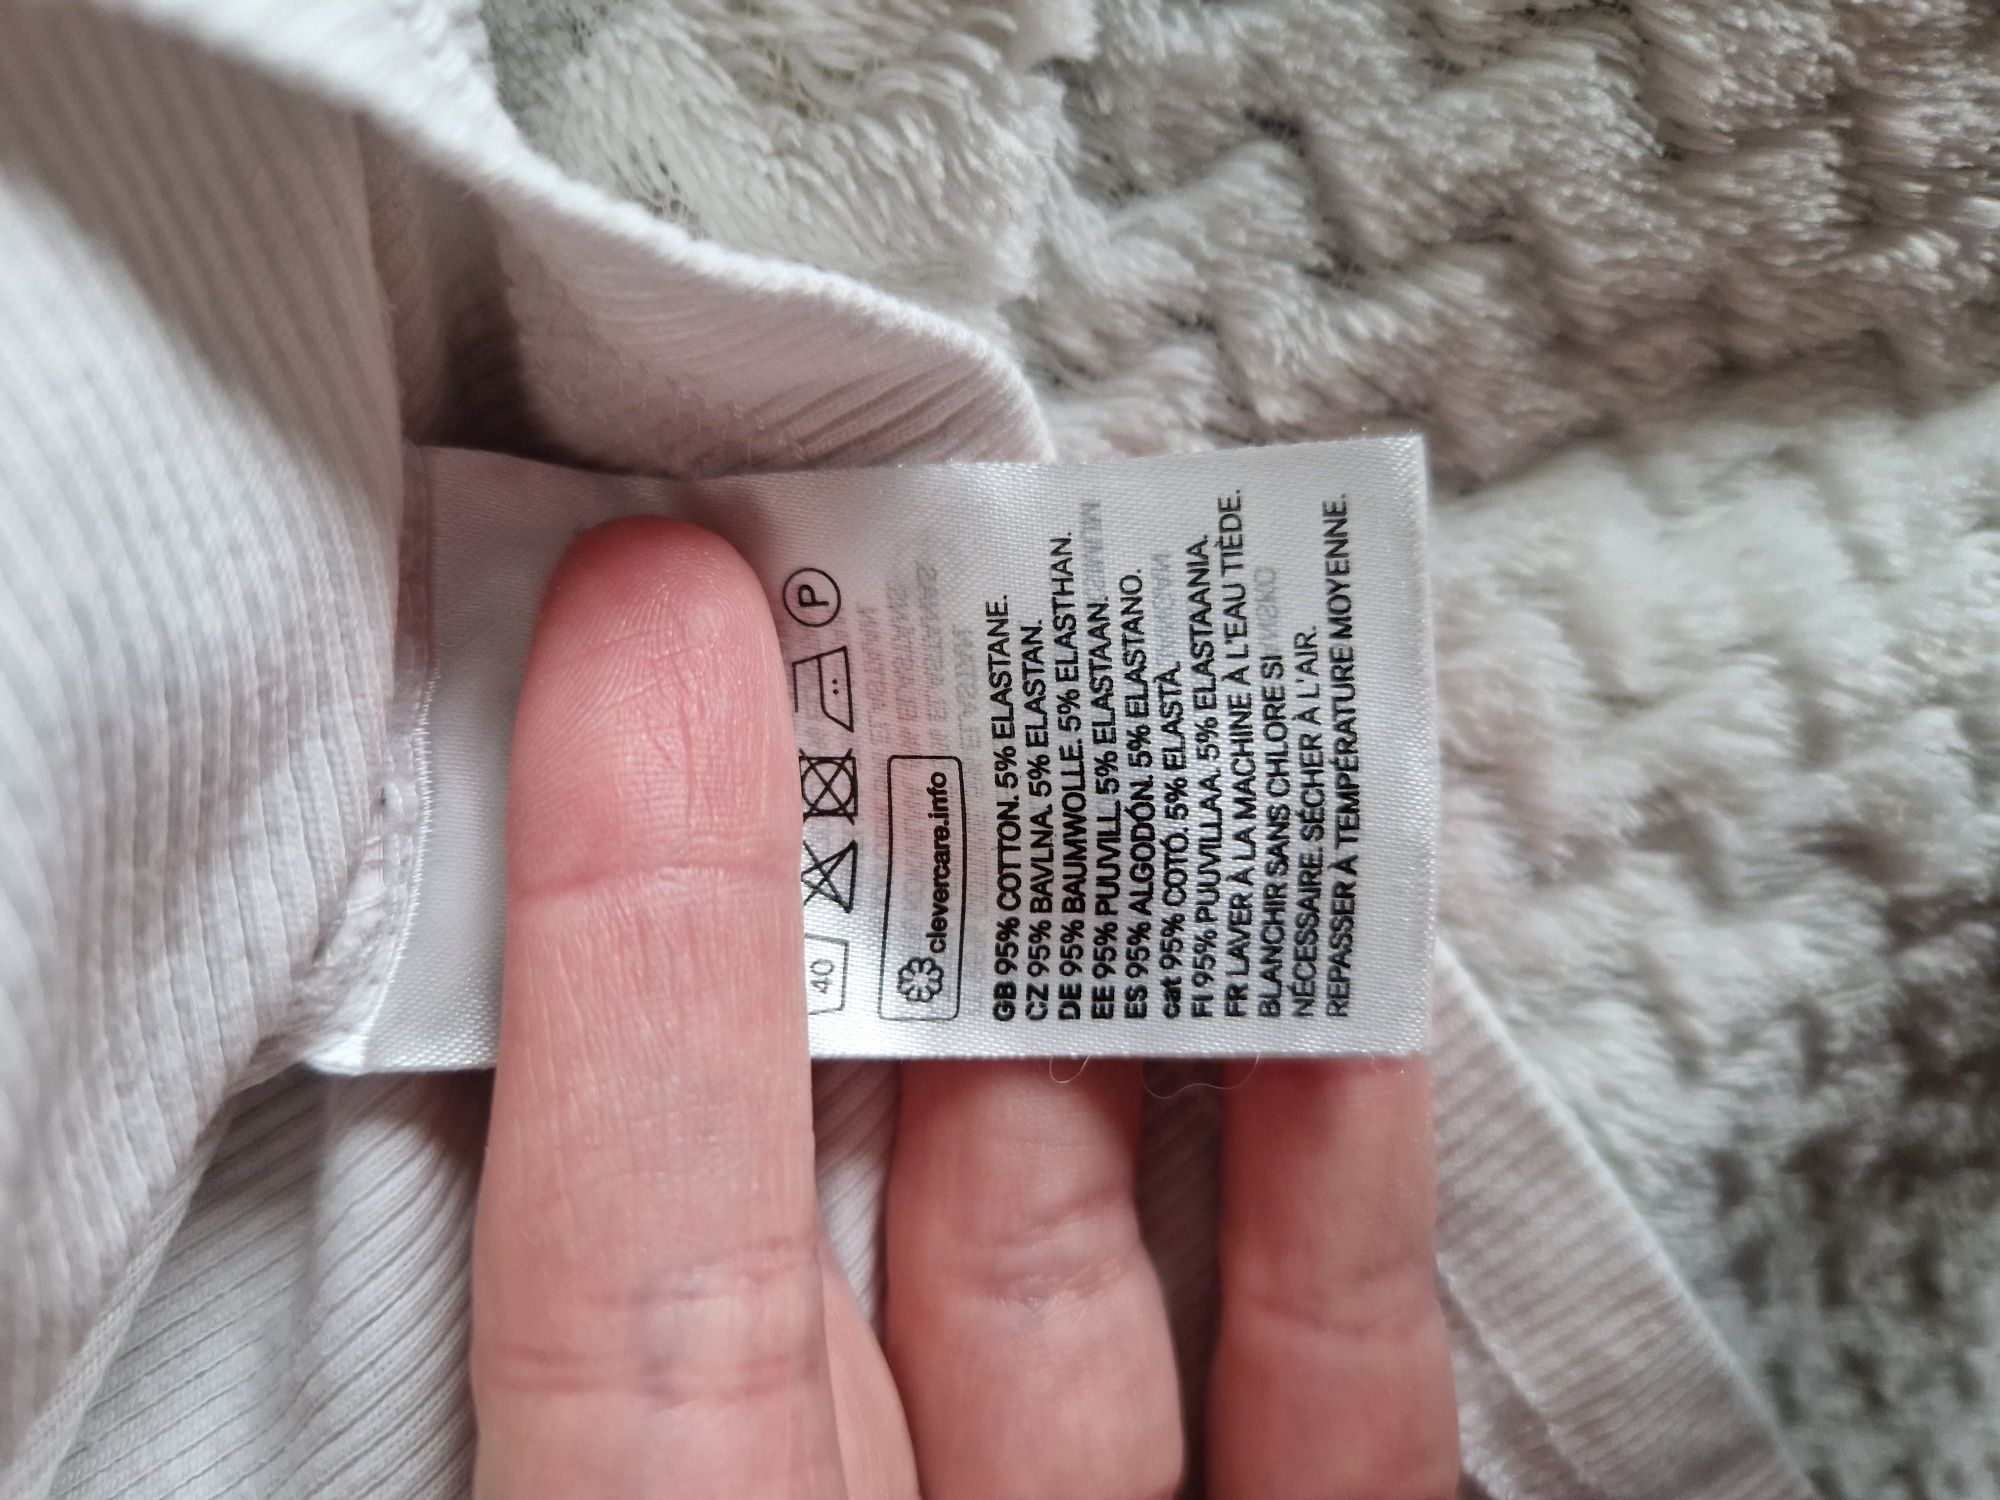 40 P
clevercare.info
GB 95% COTTON. 5% ELASTANE.
CZ 95% BAVLNA. 5% ELASTAN.
DE 95% BAUMWOLLE. 5% ELASTHAN.
EE 95% PUUVILL. 5% ELASTAAN.
ES 95% ALGODÓN. 5% ELASTANO.
cat 95% COTÓ. 5% ELASTÀ.
FI 95% PUUVILLAA. 5% ELASTAANIA.
FR LAVER À LA MACHINE À L'EAU TIÈDE.
BLANCHIR SANS CHLORE SI
NÉCESSAIRE. SÉCHER À L'AIR.
REPASSER À TEMPÉRATURE MOYENNE.